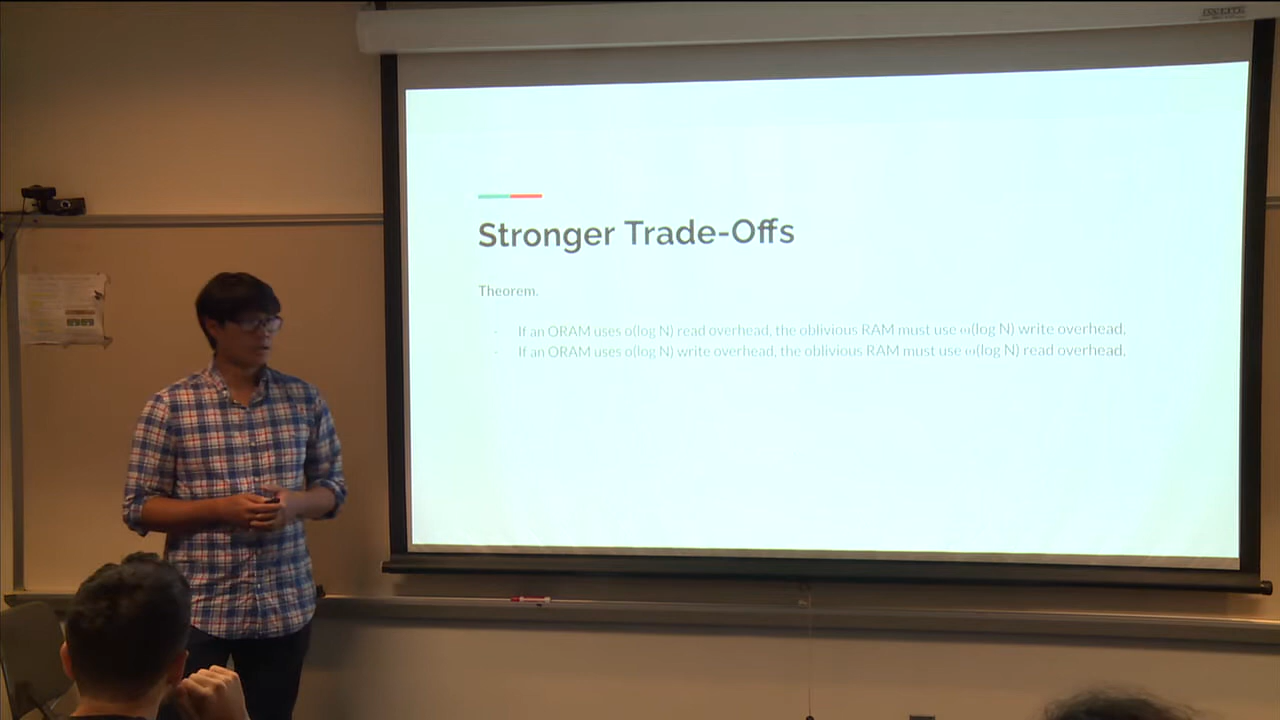 Stronger Trade-Offs
Theorem.
- If an ORAM uses o(log N) read overhead, the oblivious RAM must use ω(log N) write overhead.
- If an ORAM uses o(log N) write overhead, the oblivious RAM must use ω(log N) read overhead.